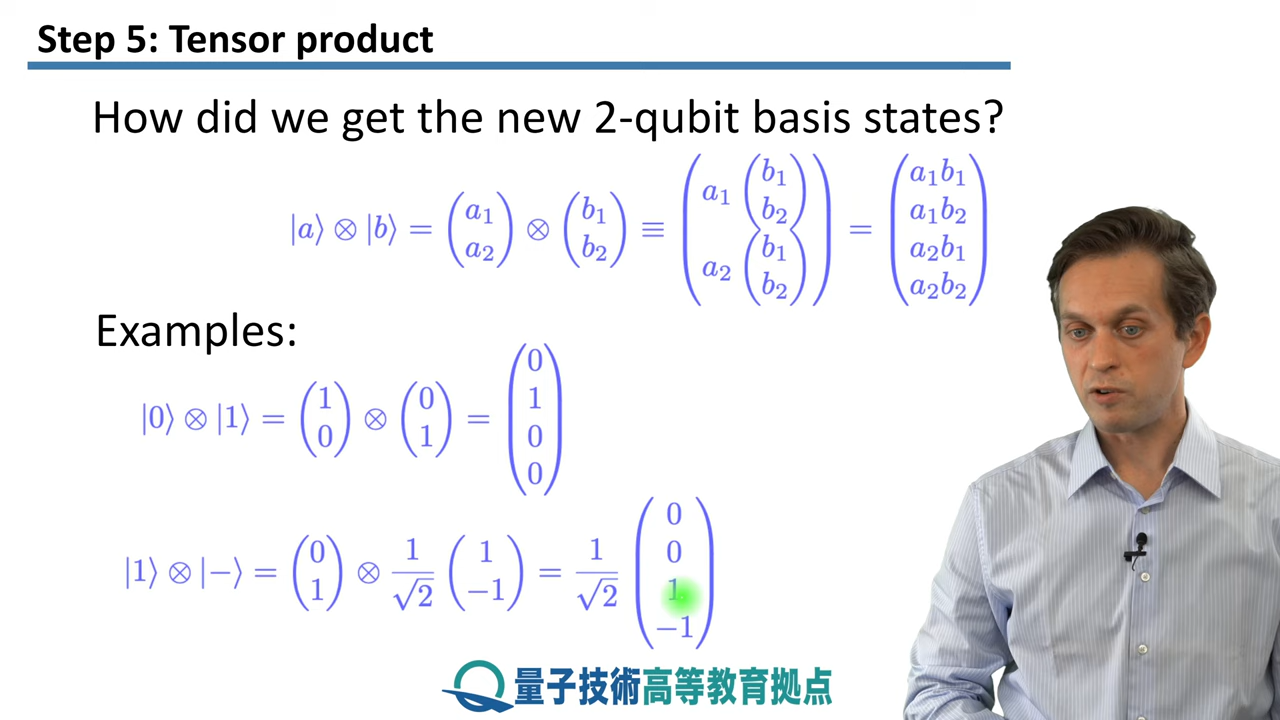 Step 5: Tensor product
How did we get the new 2-qubit basis states?
|a⟩ ⊗ |b⟩ = (a₁ a₂) ⊗ (b₁ b₂) ≡ (a₁ (b₁ b₂) a₂ (b₁ b₂)) = (a₁b₁ a₁b₂ a₂b₁ a₂b₂)
Examples:
|0⟩ ⊗ |1⟩ = (1 0) ⊗ (0 1) = (0 1 0 0)
|1⟩ ⊗ |−⟩ = (0 1) ⊗ 1/√2 (1 −1) = 1/√2 (0 0 1 −1)
量子技術高等教育拠点